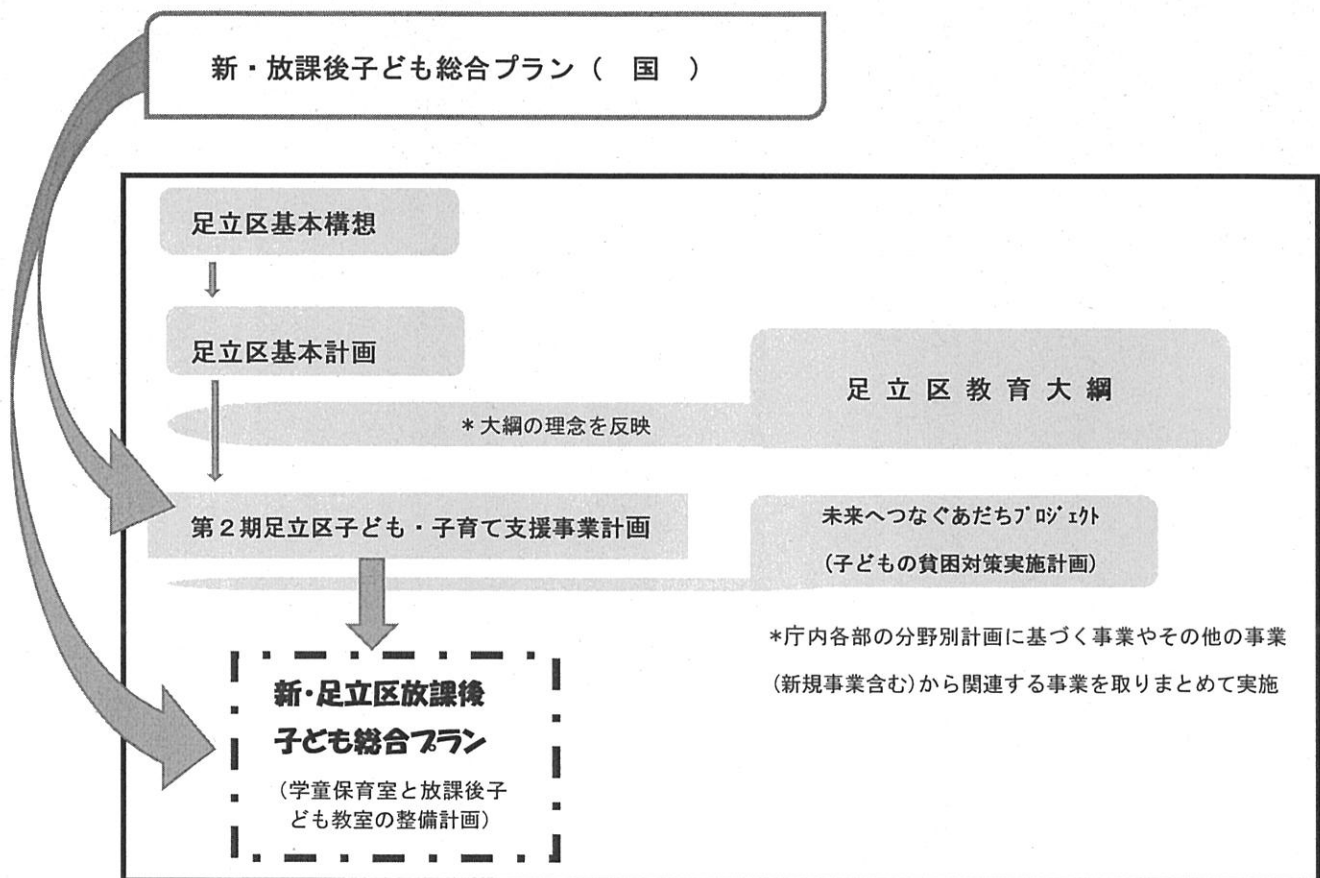 新・放課後子ども総合プラン（　国　）
足立区基本構想
足立区基本計画
足立区教育大綱
＊大綱の理念を反映
第２期足立区子ども・子育て支援事業計画
未来へつなぐあだちﾌﾟﾛｼﾞｪｸﾄ
(子どもの貧困対策実施計画)
*庁内各部の分野別計画に基づく事業やその他の事業
(新規事業含む)から関連する事業を取りまとめて実施
新・足立区放課後
子ども総合プラン
(学童保育室と放課後子
ども教室の整備計画)